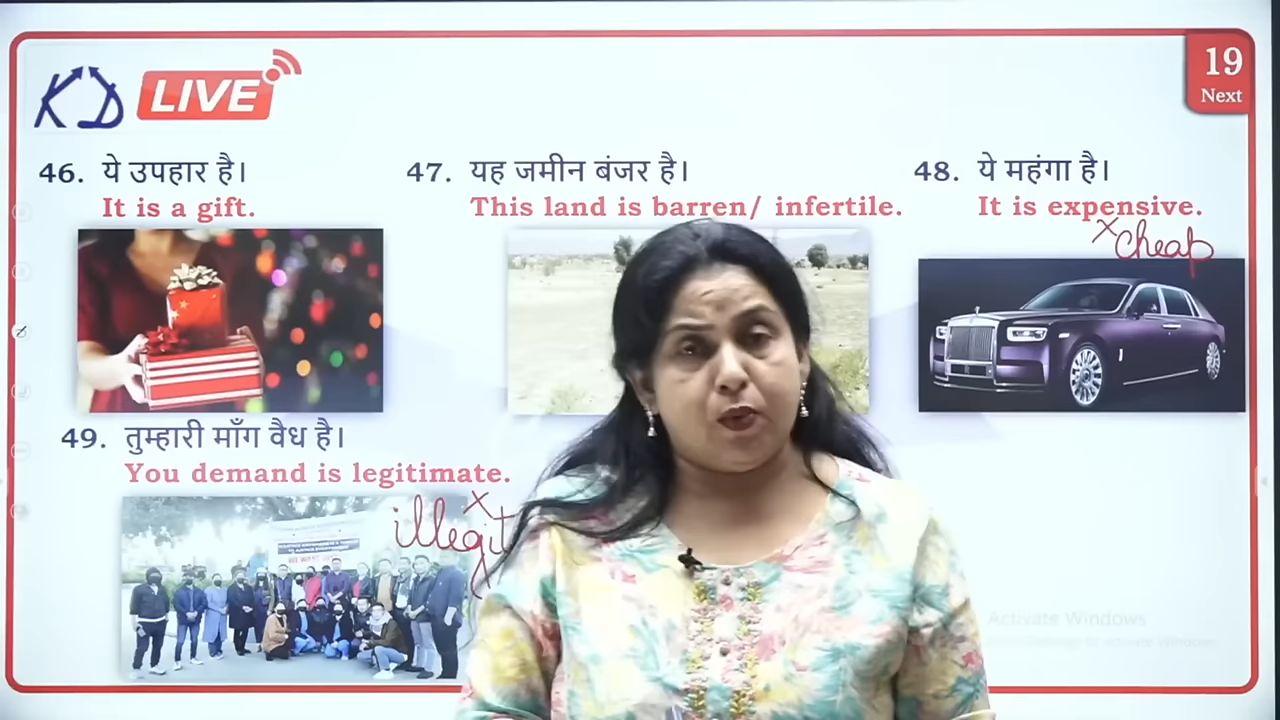 KD LIVE
19
Next
46. ये उपहार है।
It is a gift.
47. यह जमीन बंजर है।
This land is barren/ infertile.
48. ये महंगा है।
It is expensive.
× cheap
49. तुम्हारी माँग वैध है।
You demand is legitimate.
× illegit
Activate Windows